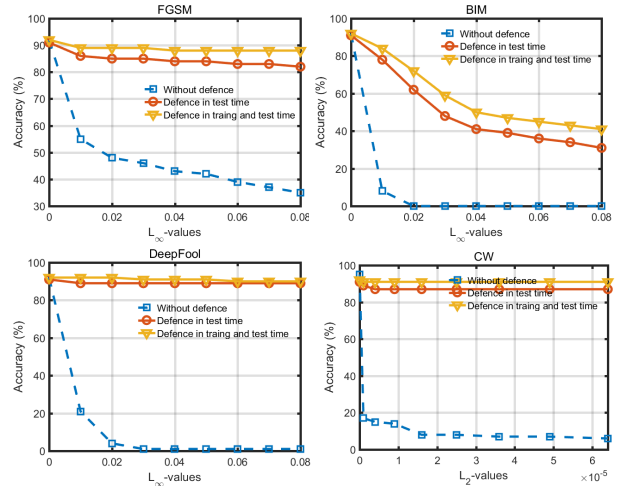 FGSM
100
90
80
70
60
50
40
30
Accuracy (%)
Without defence
Defence in test time
Defence in traing and test time
0
0.02
0.04
0.06
0.08
L∞-values
BIM
100
80
60
40
20
0
Accuracy (%)
Without defence
Defence in test time
Defence in traing and test time
0
0.02
0.04
0.06
0.08
L∞-values
DeepFool
100
80
60
40
20
0
Accuracy (%)
Without defence
Defence in test time
Defence in traing and test time
0
0.02
0.04
0.06
0.08
L∞-values
CW
100
80
60
40
20
0
Accuracy (%)
Without defence
Defence in test time
Defence in traing and test time
0
1
2
3
4
5
6
×10⁻⁵
L₂-values